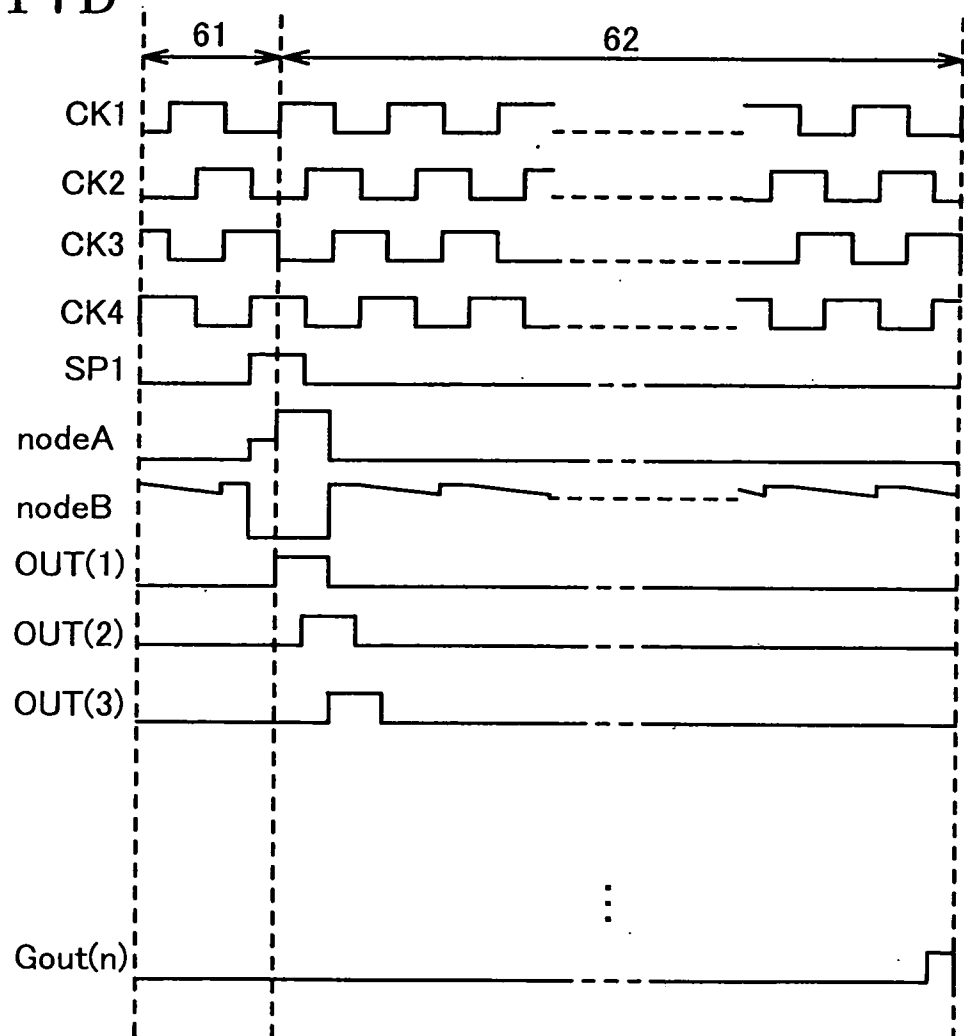 61
62
CK1
CK2
CK3
CK4
SP1
nodeA
nodeB
OUT(1)
OUT(2)
OUT(3)
Gout(n)